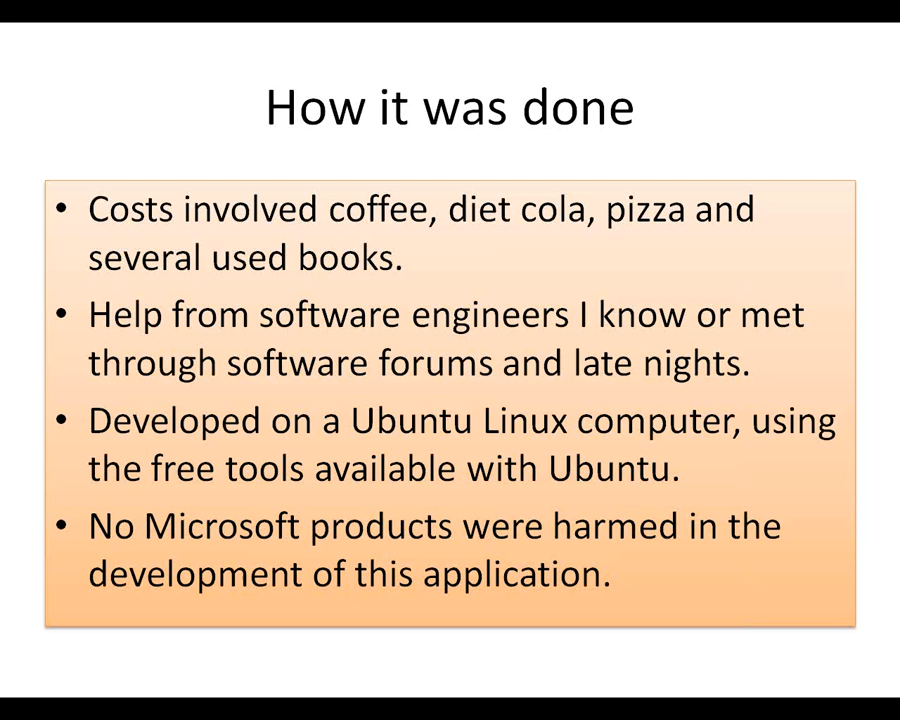 How it was done
• Costs involved coffee, diet cola, pizza and
several used books.
• Help from software engineers I know or met
through software forums and late nights.
• Developed on a Ubuntu Linux computer, using
the free tools available with Ubuntu.
• No Microsoft products were harmed in the
development of this application.